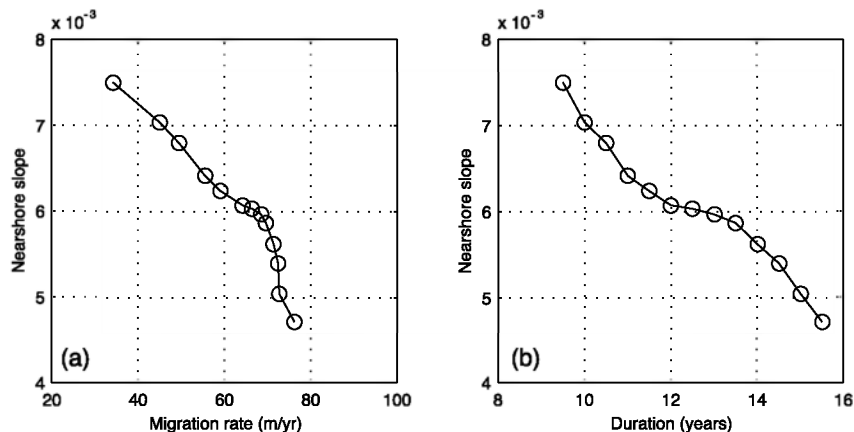 x 10⁻³
8
7
6
5
4
Nearshore slope
(a)
20
40
60
80
100
Migration rate (m/yr)
x 10⁻³
8
7
6
5
4
Nearshore slope
(b)
8
10
12
14
16
Duration (years)